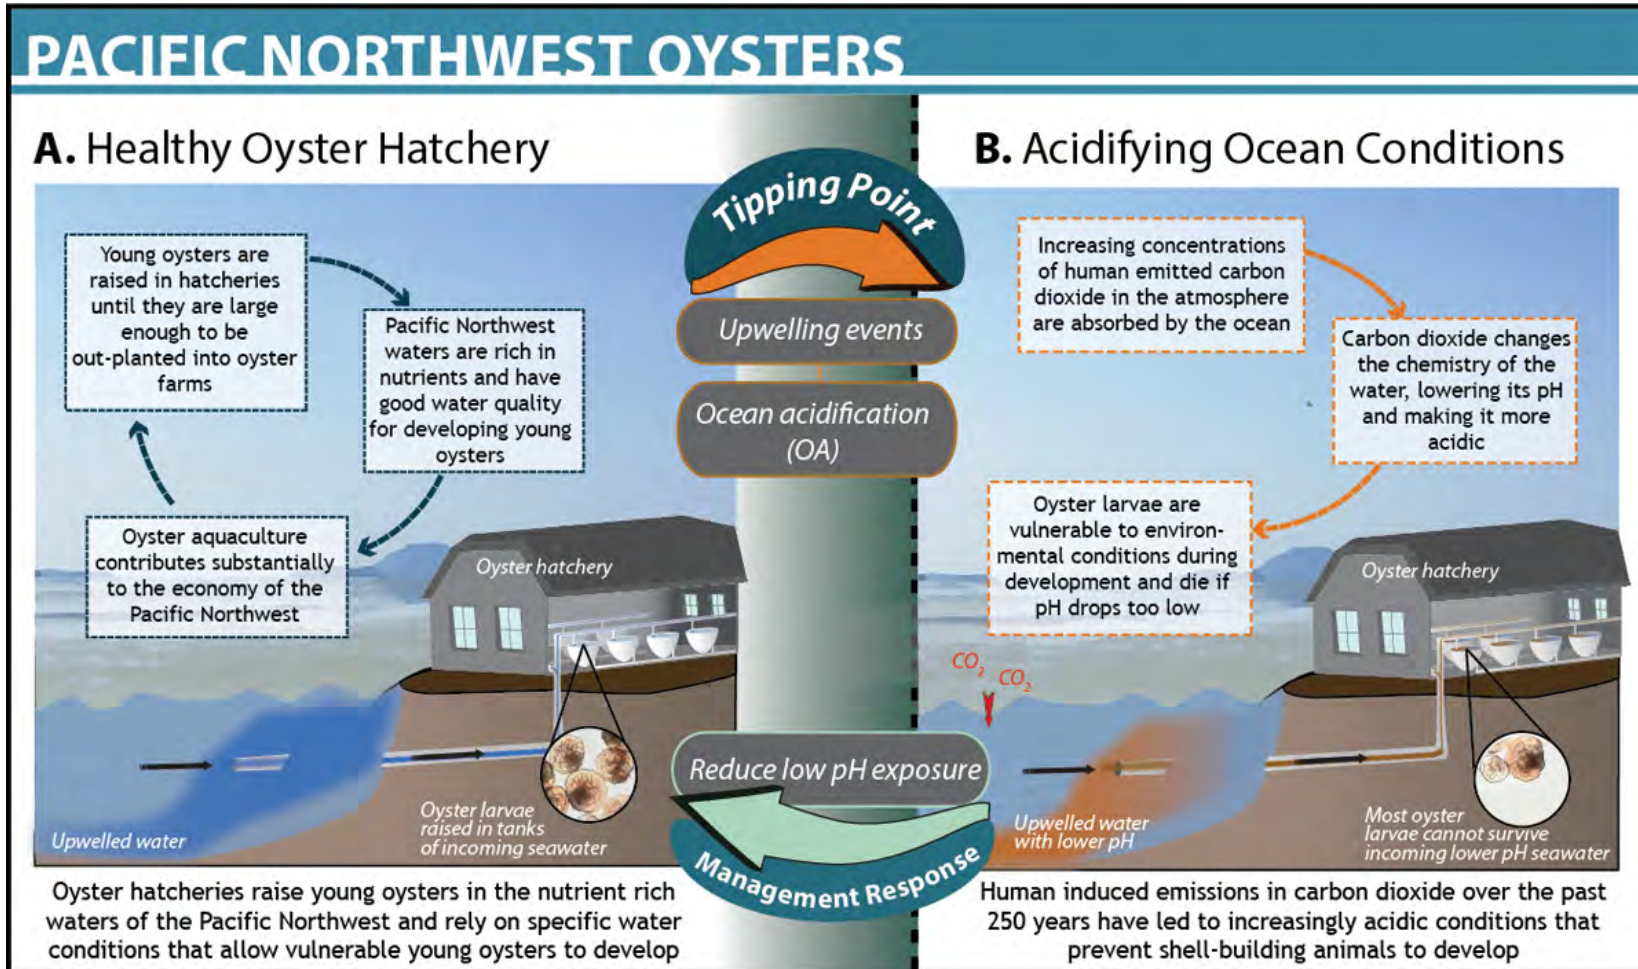 PACIFIC NORTHWEST OYSTERS
A. Healthy Oyster Hatchery
Young oysters are
raised in hatcheries
until they are large
enough to be
out-planted into oyster
farms
Pacific Northwest
waters are rich in
nutrients and have
good water quality
for developing young
oysters
Oyster aquaculture
contributes substantially
to the economy of the
Pacific Northwest
Oyster hatchery
Upwelled water
Oyster larvae
raised in tanks
of incoming seawater
Oyster hatcheries raise young oysters in the nutrient rich
waters of the Pacific Northwest and rely on specific water
conditions that allow vulnerable young oysters to develop
Tipping Point
Upwelling events
Ocean acidification
(OA)
Reduce low pH exposure
Management Response
B. Acidifying Ocean Conditions
Increasing concentrations
of human emitted carbon
dioxide in the atmosphere
are absorbed by the ocean
Carbon dioxide changes
the chemistry of the
water, lowering its pH
and making it more
acidic
Oyster larvae are
vulnerable to environ-
mental conditions during
development and die if
pH drops too low
Oyster hatchery
CO2
CO2
Upwelled water
with lower pH
Most oyster
larvae cannot survive
incoming lower pH seawater
Human induced emissions in carbon dioxide over the past
250 years have led to increasingly acidic conditions that
prevent shell-building animals to develop